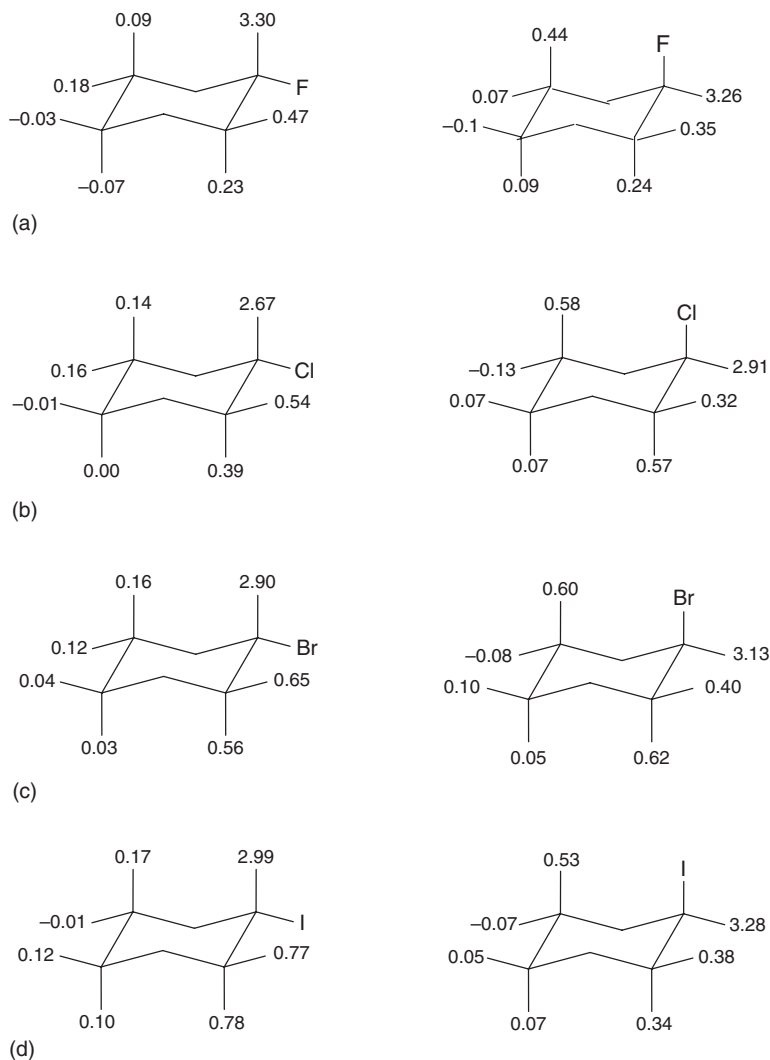 0.09 3.30 0.44 F
0.18 F 0.07 3.26
−0.03 0.47 −0.1 0.35
−0.07 0.23 0.09 0.24
(a)
0.14 2.67 0.58 Cl
0.16 Cl −0.13 2.91
−0.01 0.54 0.07 0.32
0.00 0.39 0.07 0.57
(b)
0.16 2.90 0.60 Br
0.12 Br −0.08 3.13
0.04 0.65 0.10 0.40
0.03 0.56 0.05 0.62
(c)
0.17 2.99 0.53 I
−0.01 I −0.07 3.28
0.12 0.77 0.05 0.38
0.10 0.78 0.07 0.34
(d)